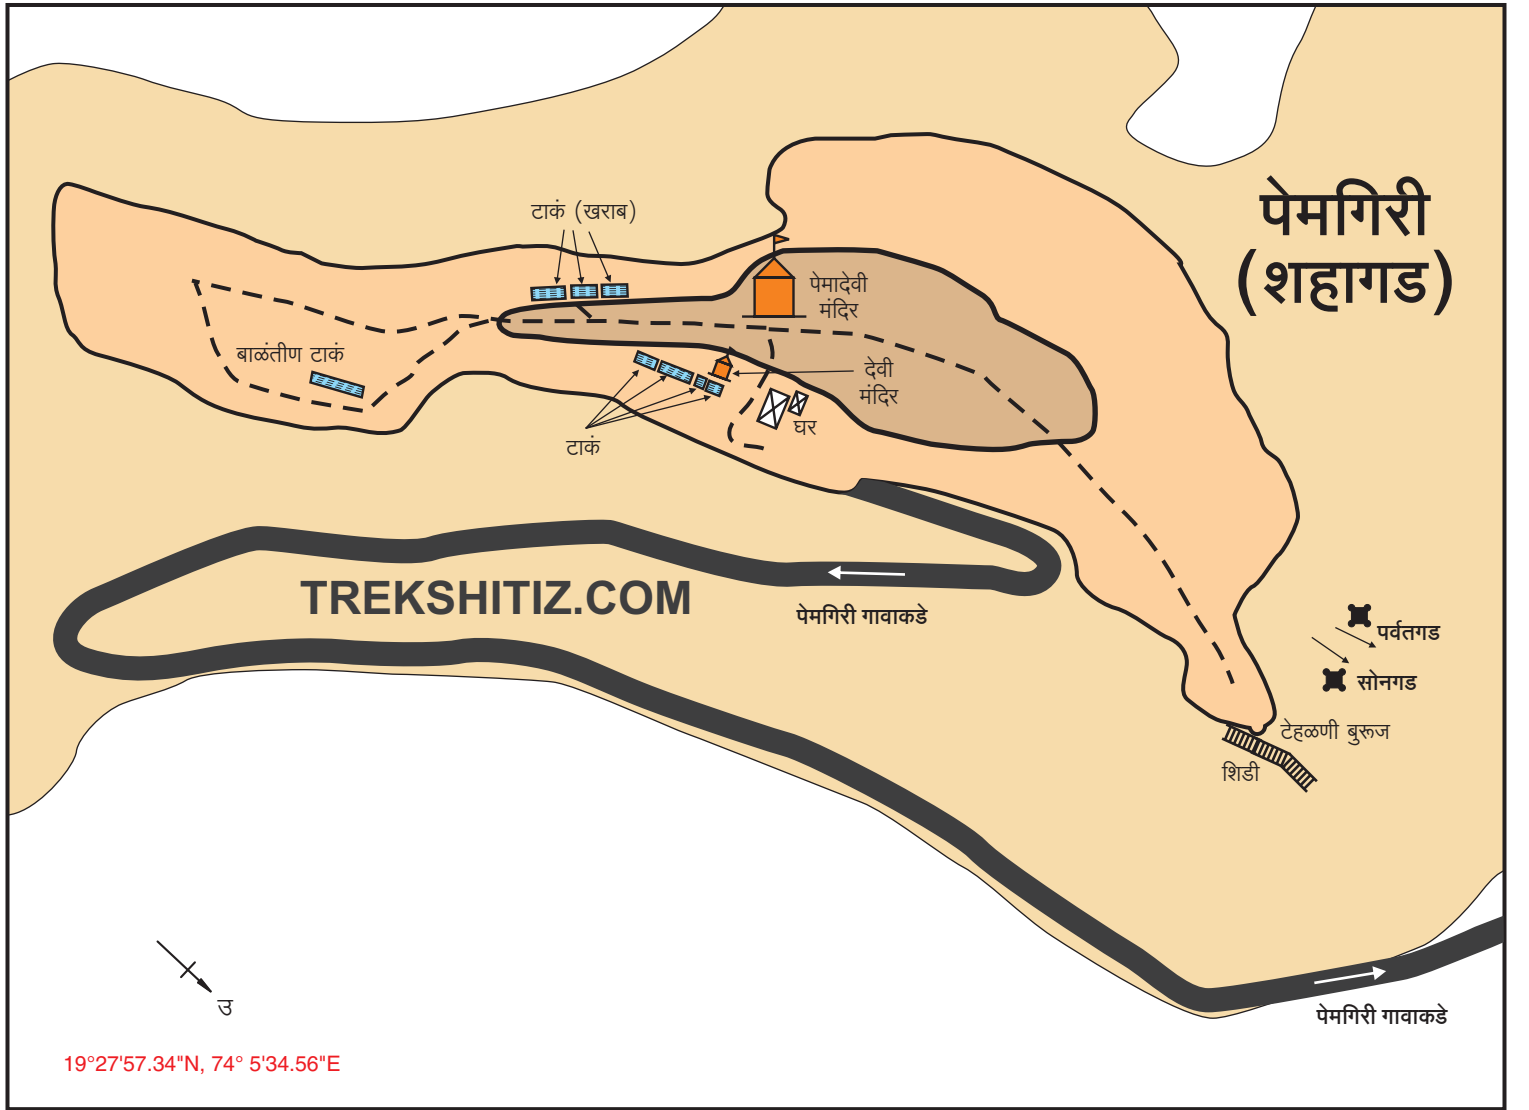 पेमगिरी
(शहागड)
टाकं (खराब)
पेमादेवी
मंदिर
बाळंतीण टाकं
देवी
मंदिर
घर
टाकं
TREKSHITIZ.COM
पेमगिरी गावाकडे
पर्वतगड
सोनगड
टेहळणी बुरूज
शिडी
उ
पेमगिरी गावाकडे
19°27'57.34"N, 74° 5'34.56"E